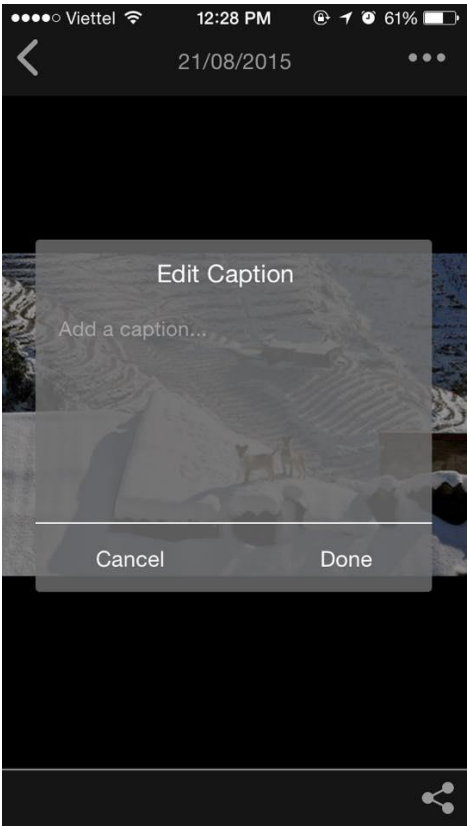 Viettel 12:28 PM 61%
21/08/2015
Edit Caption
Add a caption...
Cancel Done